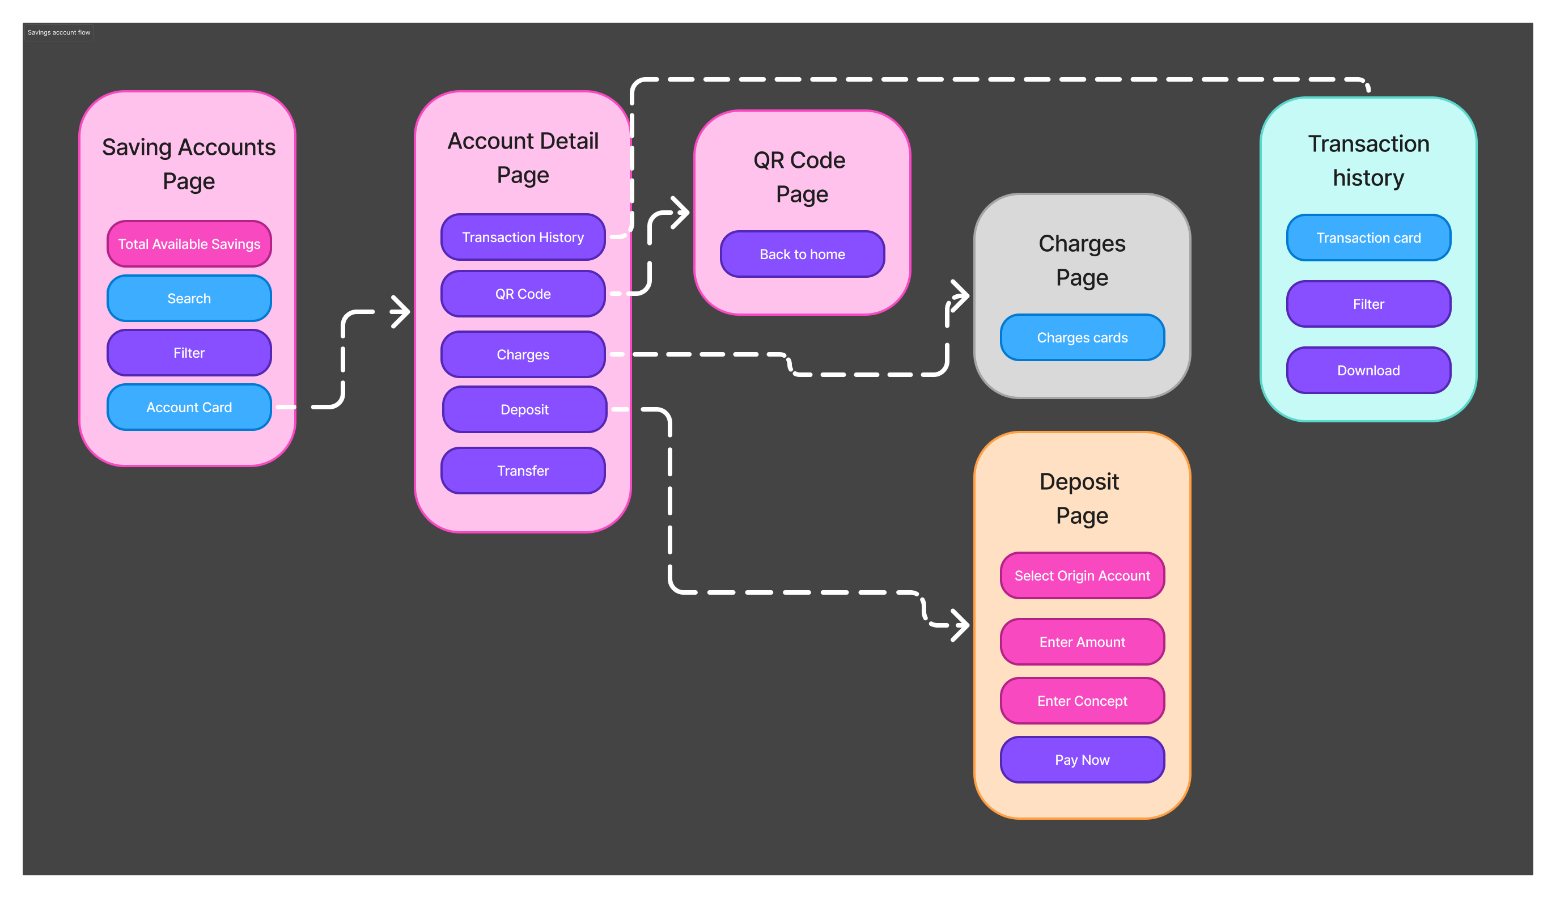 Savings account flow
Saving Accounts
Page
Total Available Savings
Search
Filter
Account Card
Account Detail
Page
Transaction History
QR Code
Charges
Deposit
Transfer
QR Code
Page
Back to home
Charges
Page
Charges cards
Deposit
Page
Select Origin Account
Enter Amount
Enter Concept
Pay Now
Transaction
history
Transaction card
Filter
Download